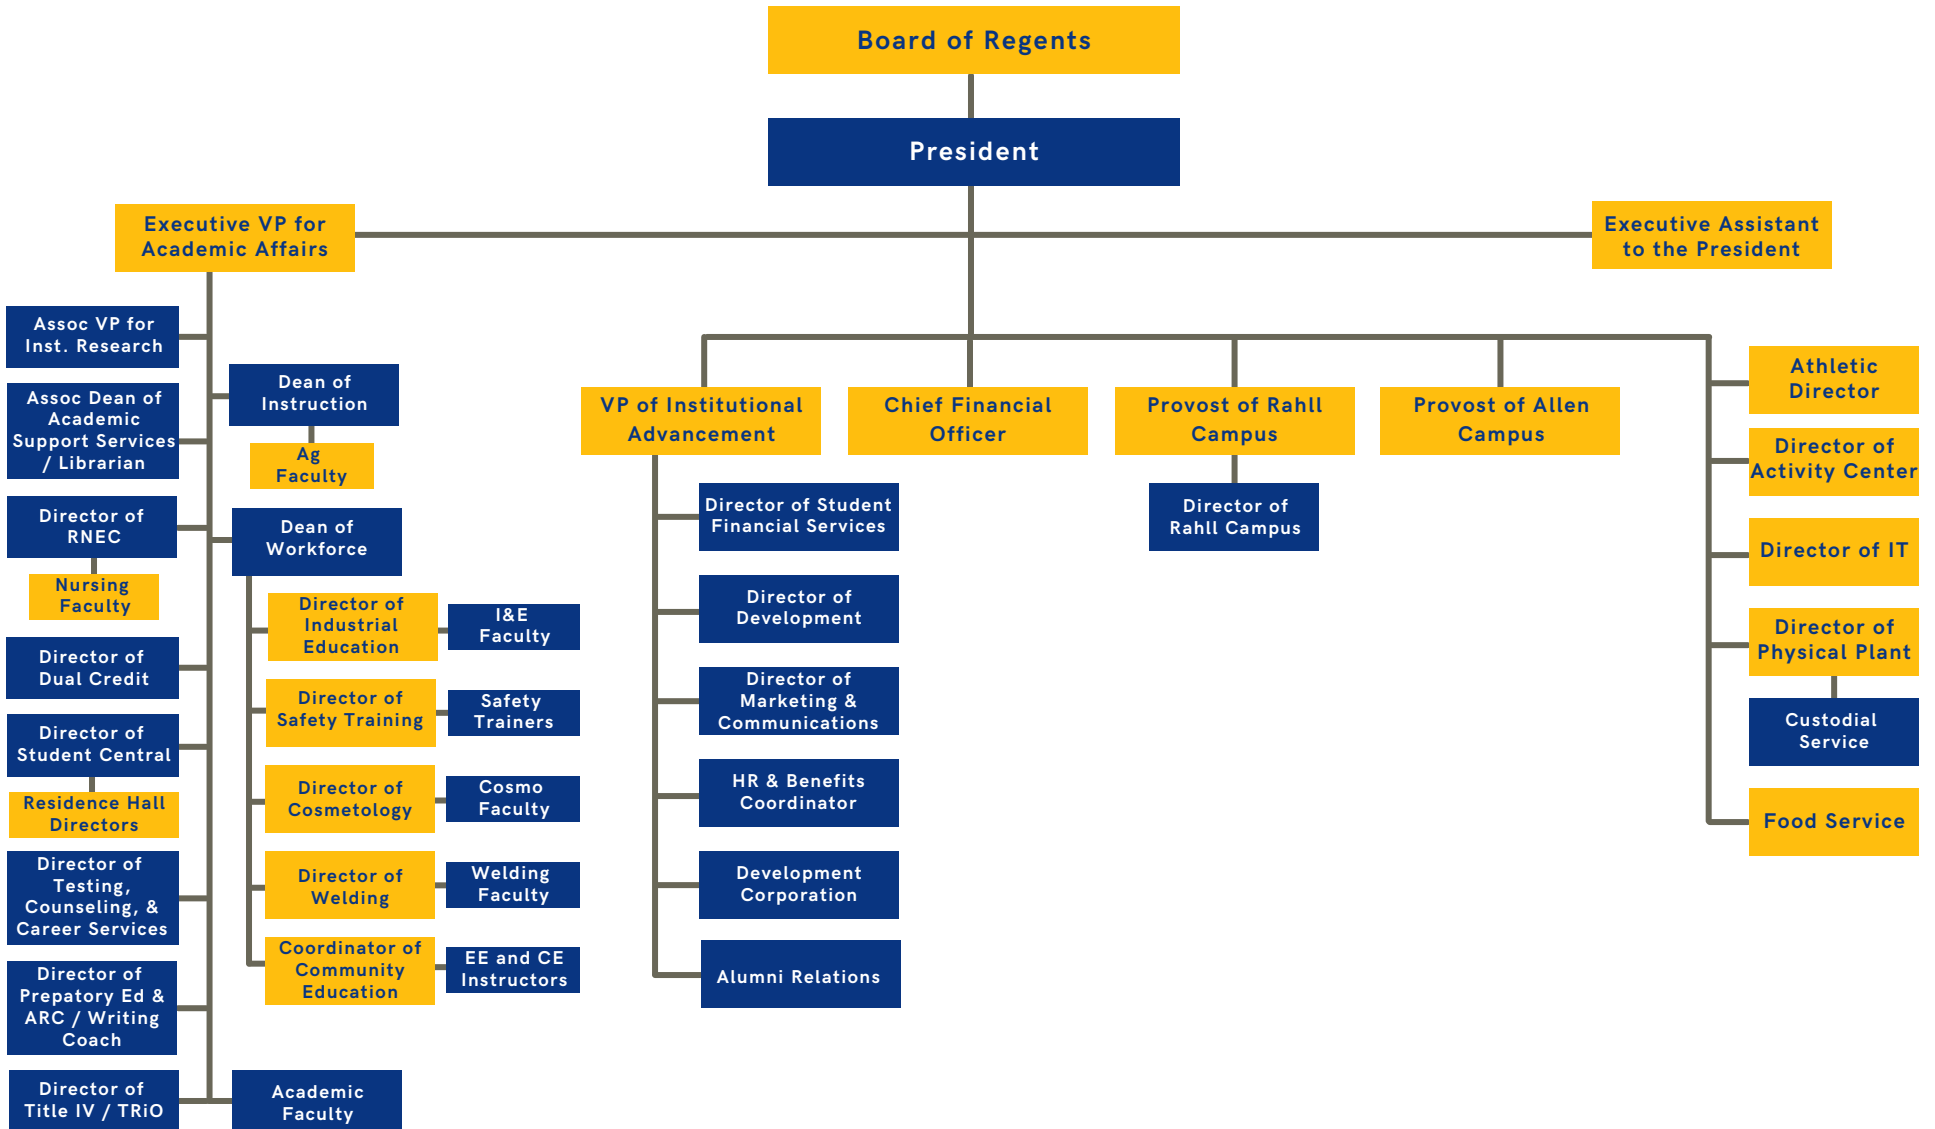 Board of Regents
President
Executive VP for
Academic Affairs
Executive Assistant
to the President
Assoc VP for
Inst. Research
Assoc Dean of
Academic
Support Services
/ Librarian
Director of
RNEC
Nursing
Faculty
Director of
Dual Credit
Director of
Student Central
Residence Hall
Directors
Director of
Testing,
Counseling, &
Career Services
Director of
Prepatory Ed &
ARC / Writing
Coach
Director of
Title IV / TRiO
Dean of
Instruction
Ag
Faculty
Dean of
Workforce
Director of
Industrial
Education
I&E
Faculty
Director of
Safety Training
Safety
Trainers
Director of
Cosmetology
Cosmo
Faculty
Director of
Welding
Welding
Faculty
Coordinator of
Community
Education
EE and CE
Instructors
Academic
Faculty
VP of Institutional
Advancement
Director of Student
Financial Services
Director of
Development
Director of
Marketing &
Communications
HR & Benefits
Coordinator
Development
Corporation
Alumni Relations
Chief Financial
Officer
Provost of Rahll
Campus
Director of
Rahll Campus
Provost of Allen
Campus
Athletic
Director
Director of
Activity Center
Director of IT
Director of
Physical Plant
Custodial
Service
Food Service